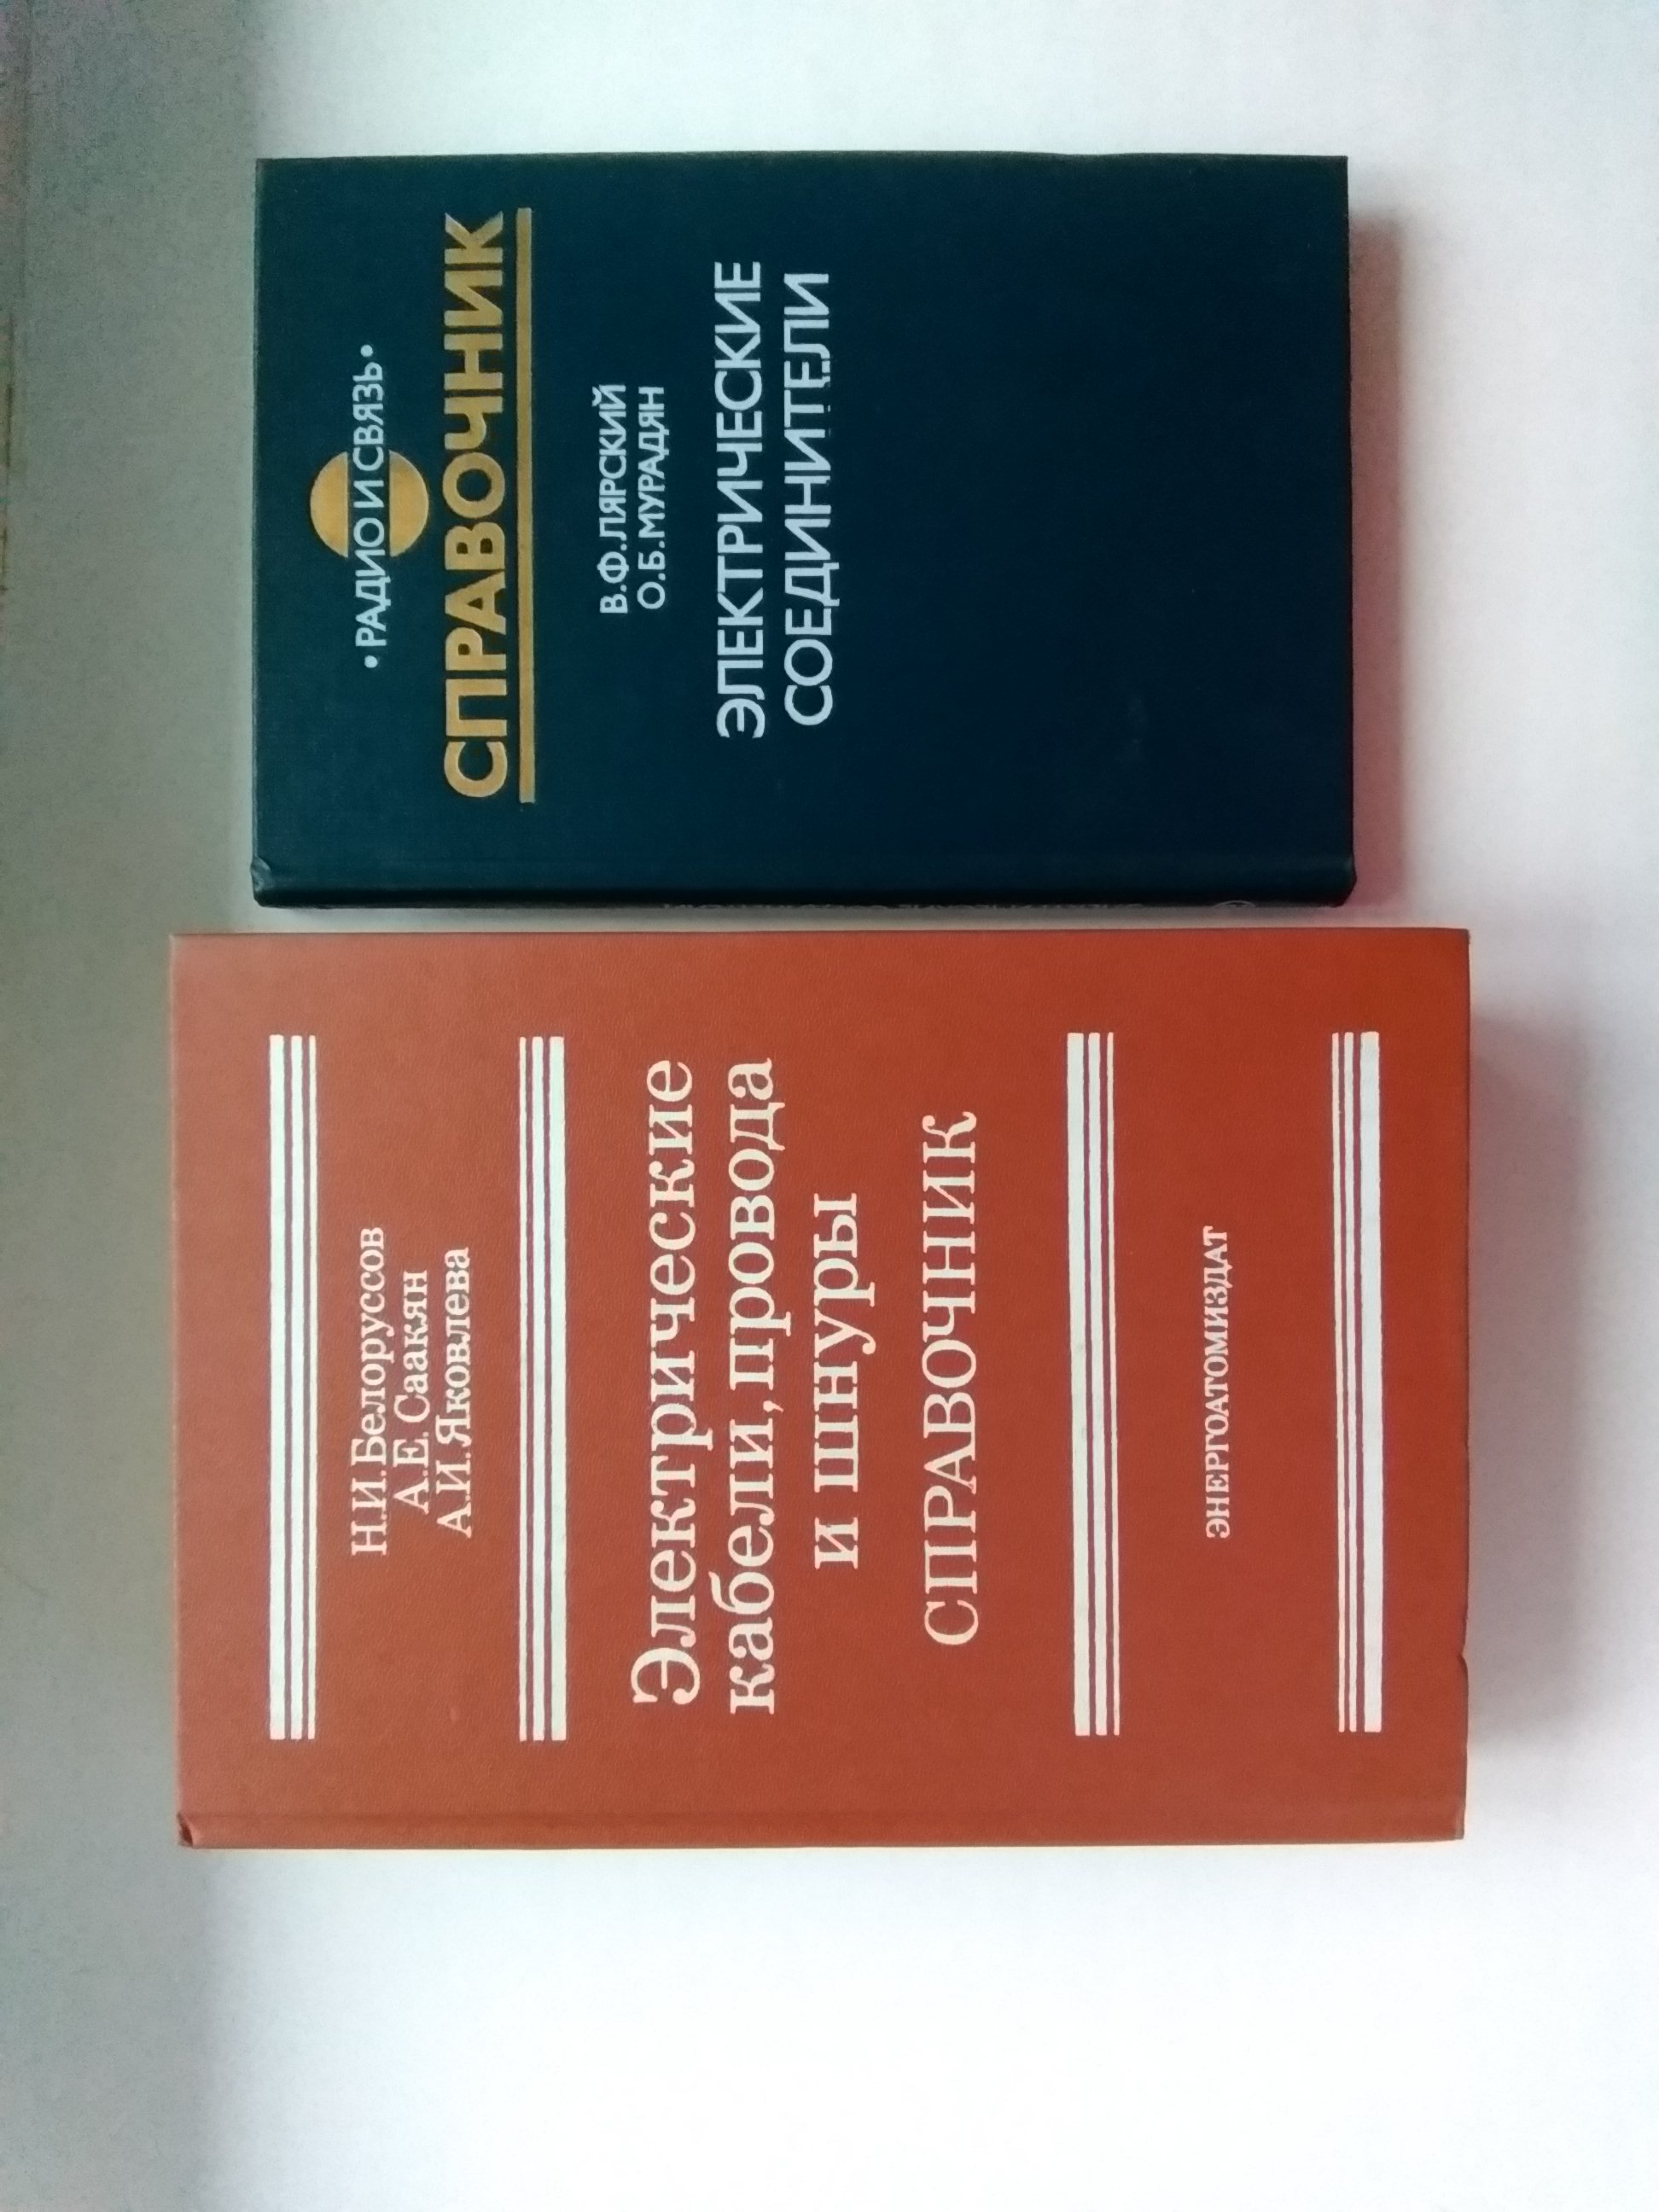 Н.И.Белоруссов
А.Е.Саакян
А.И.Яковлева
Электрические
кабели, провода
и шнуры
СПРАВОЧНИК
ЭНЕРГОАТОМИЗДАТ
•РАДИО И СВЯЗЬ•
СПРАВОЧНИК
В.Ф.ЛЯРСКИЙ
О.Б.МУРАДЯН
ЭЛЕКТРИЧЕСКИЕ
СОЕДИНИТЕЛИ